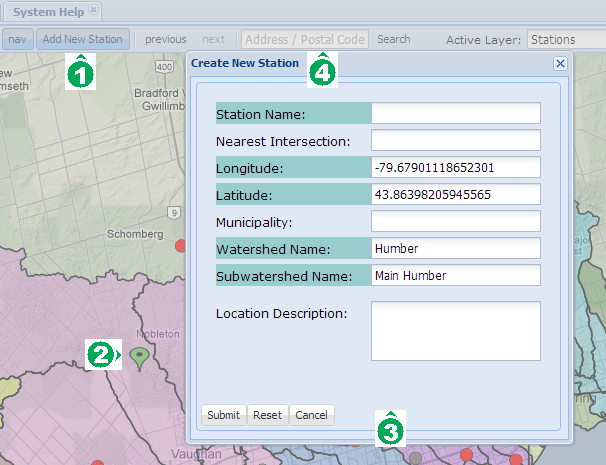 System Help
nav Add New Station previous next Address / Postal Code Search Active Layer: Stations
1
4
Create New Station
Station Name:
Nearest Intersection:
Longitude: -79.67901118652301
Latitude: 43.86398205945565
Municipality:
Watershed Name: Humber
Subwatershed Name: Main Humber
Location Description:
Submit Reset Cancel
3
400
Bradford
Gwillimb
9
Schomberg
Nobleton
2
Vaughan